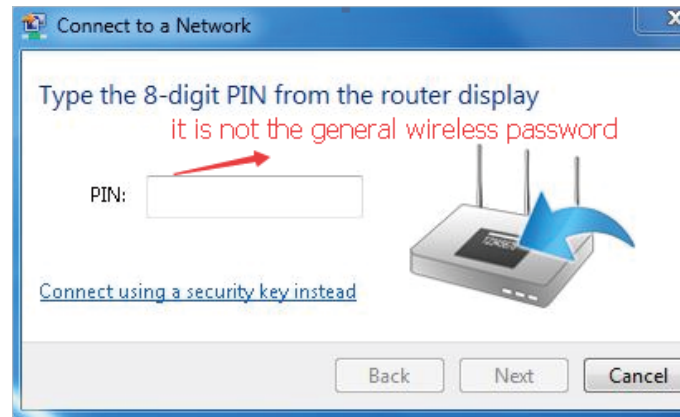 Connect to a Network
X
Type the 8-digit PIN from the router display
it is not the general wireless password
PIN:
Connect using a security key instead
Back
Next
Cancel